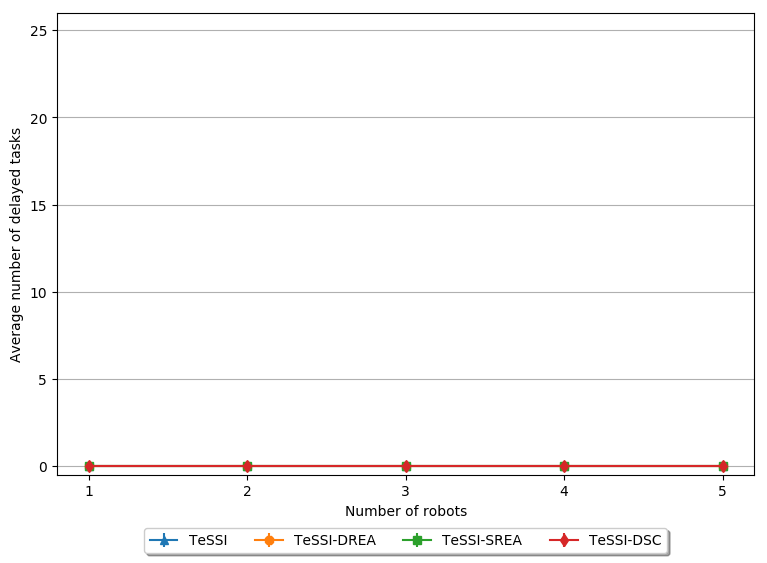 25
20
15
10
5
0
Average number of delayed tasks
1 2 3 4 5
Number of robots
TeSSI TeSSI-DREA TeSSI-SREA TeSSI-DSC